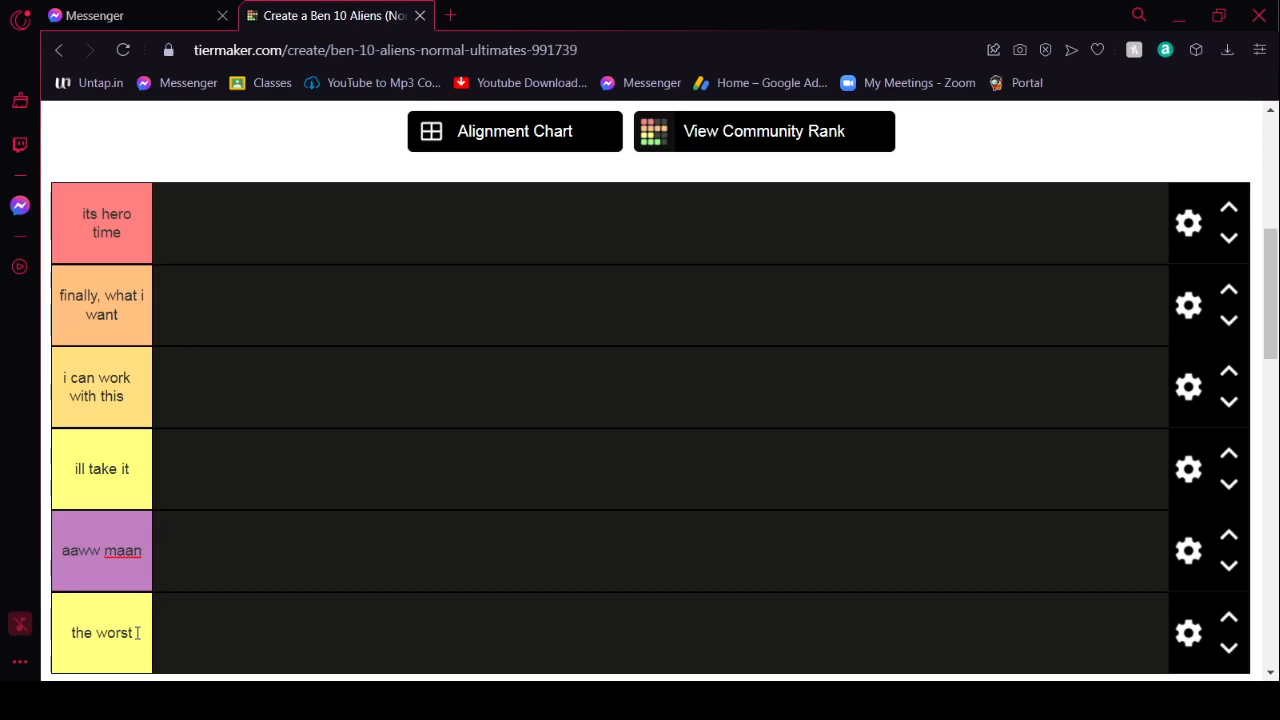 Messenger
Create a Ben 10 Aliens (No
tiermaker.com/create/ben-10-aliens-normal-ultimates-991739
Untap.in
Messenger
Classes
YouTube to Mp3 Co...
Youtube Download...
Messenger
Home – Google Ad...
My Meetings - Zoom
Portal
Alignment Chart
View Community Rank
its hero
time
finally, what i
want
i can work
with this
ill take it
aaww maan
the worst